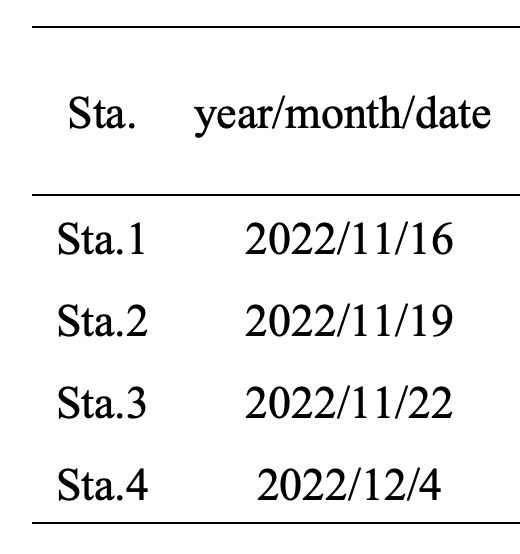 Sta. year/month/date
Sta.1 2022/11/16
Sta.2 2022/11/19
Sta.3 2022/11/22
Sta.4 2022/12/4